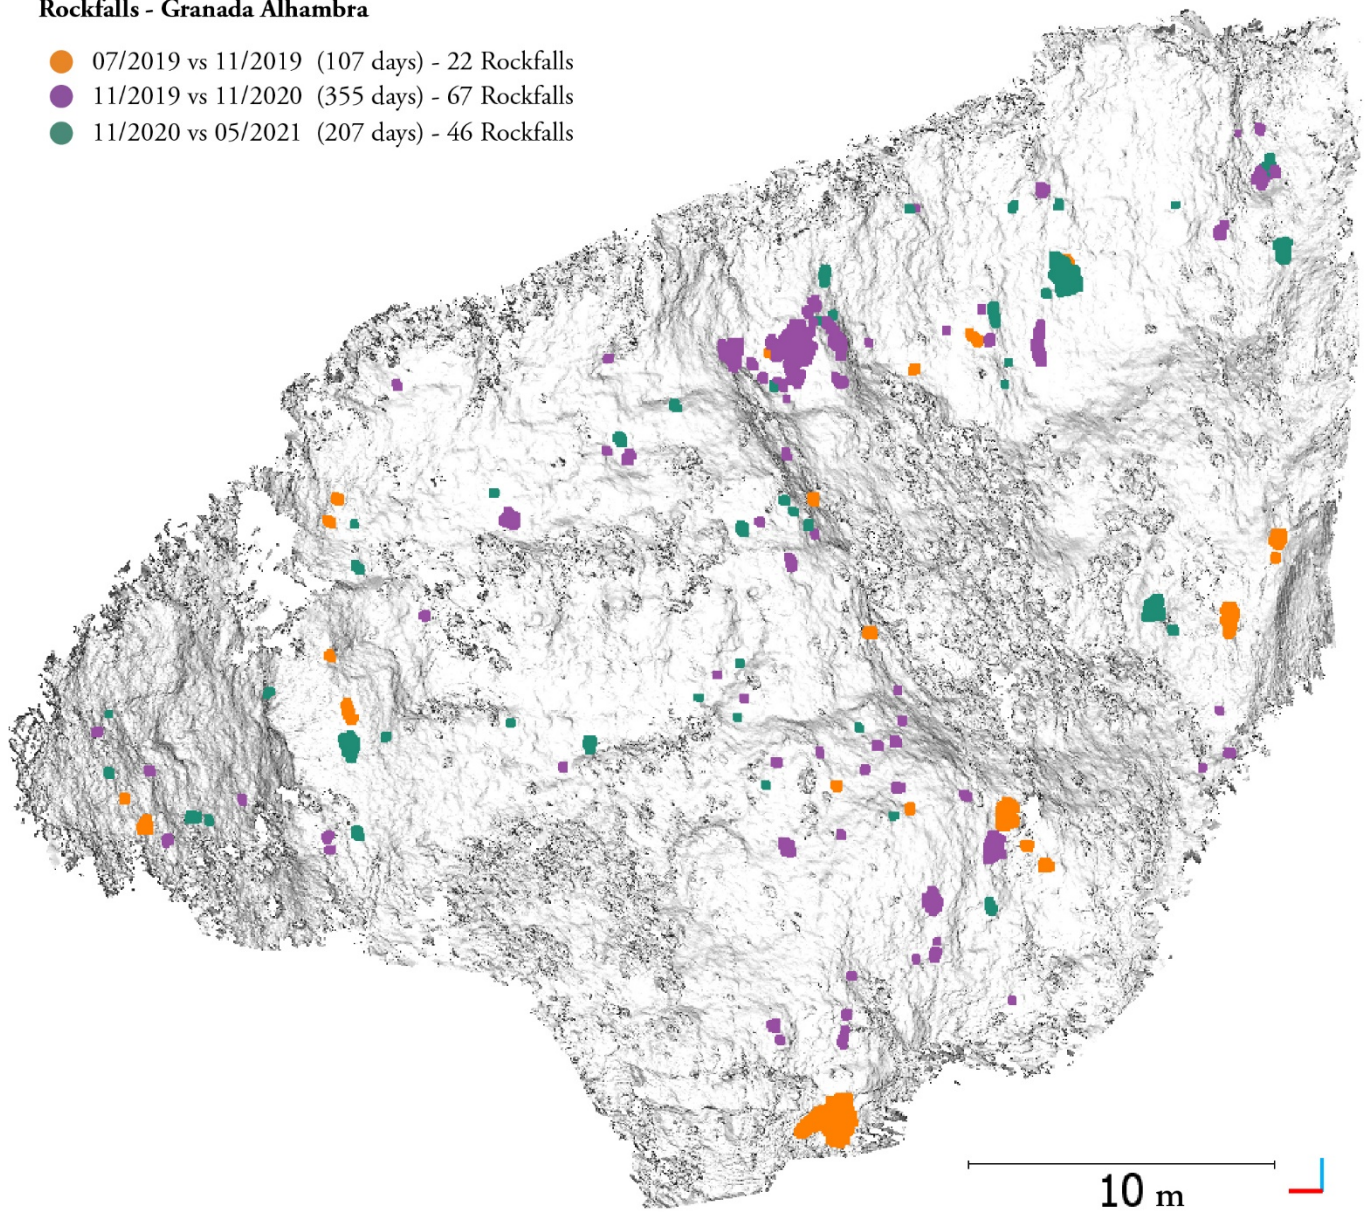 Rockfalls - Granada Alhambra
07/2019 vs 11/2019 (107 days) - 22 Rockfalls
11/2019 vs 11/2020 (355 days) - 67 Rockfalls
11/2020 vs 05/2021 (207 days) - 46 Rockfalls
10 m